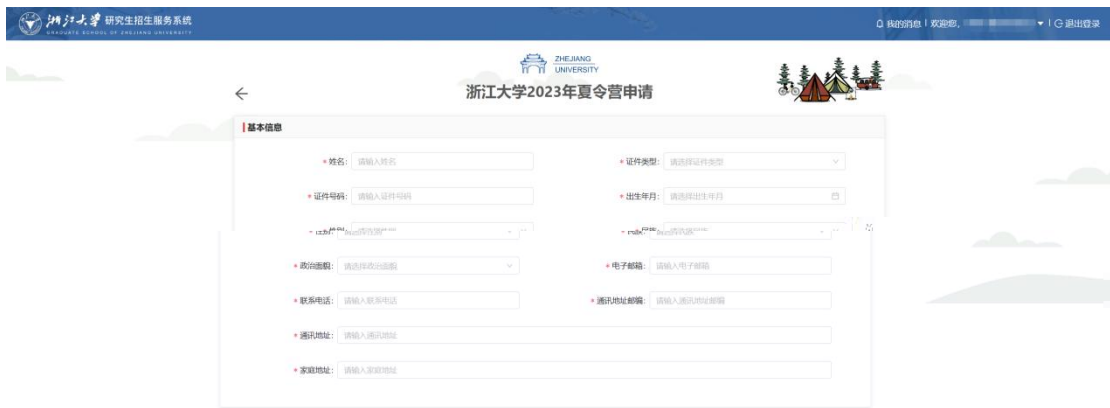 浙江大学 研究生招生服务系统
GRADUATE SCHOOL OF ZHEJIANG UNIVERSITY
我的消息 | 欢迎您, | 退出登录
ZHEJIANG
UNIVERSITY
浙江大学2023年夏令营申请
基本信息
* 姓名: 请输入姓名 * 证件类型: 请选择证件类型
* 证件号码: 请输入证件号码 * 出生年月: 请选择出生年月
* 政治面貌: 请选择政治面貌 * 电子邮箱: 请输入电子邮箱
* 联系电话: 请输入联系电话 * 通讯地址邮编: 请输入通讯地址邮编
* 通讯地址: 请输入通讯地址
* 家庭地址: 请输入家庭地址